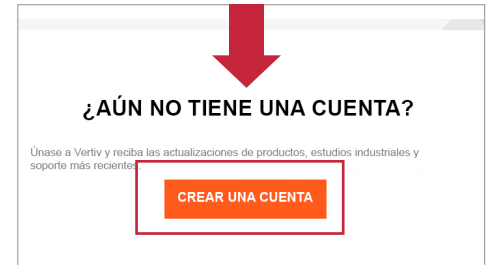 ¿AÚN NO TIENE UNA CUENTA?
Únase a Vertiv y reciba las actualizaciones de productos, estudios industriales y
soporte más recientes.
CREAR UNA CUENTA